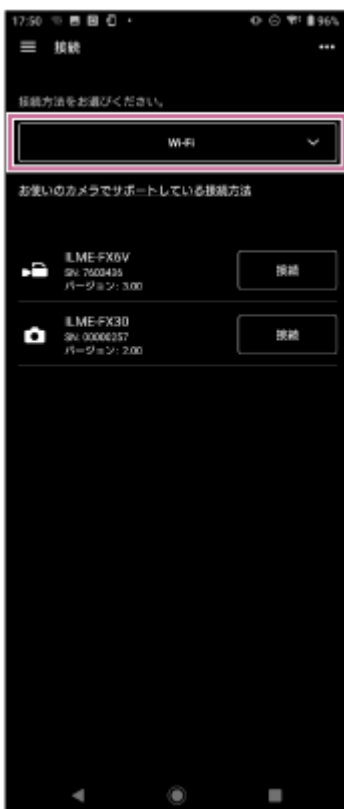 17:50 96%
接続
接続方法をお選びください。
Wi-Fi
お使いのカメラでサポートしている接続方法
ILME-FX6V
SN: 7603436
バージョン: 3.00
接続
ILME-FX30
SN: 00000257
バージョン: 2.00
接続